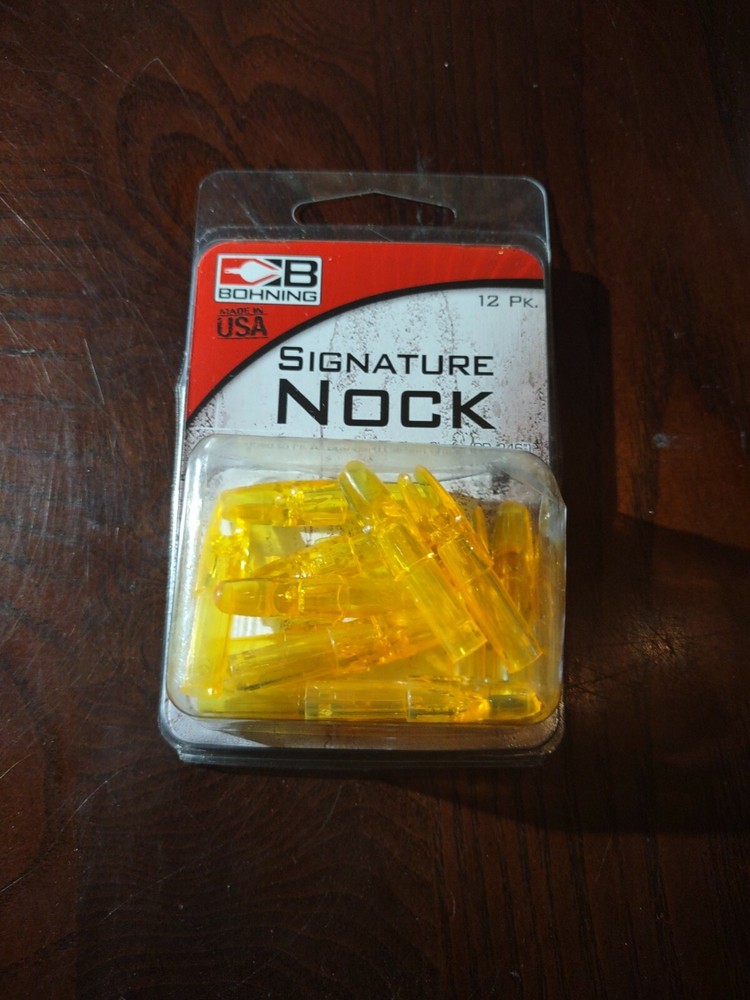 B
BOHNING
MADE IN
USA
12 Pk.
Signature
Nock